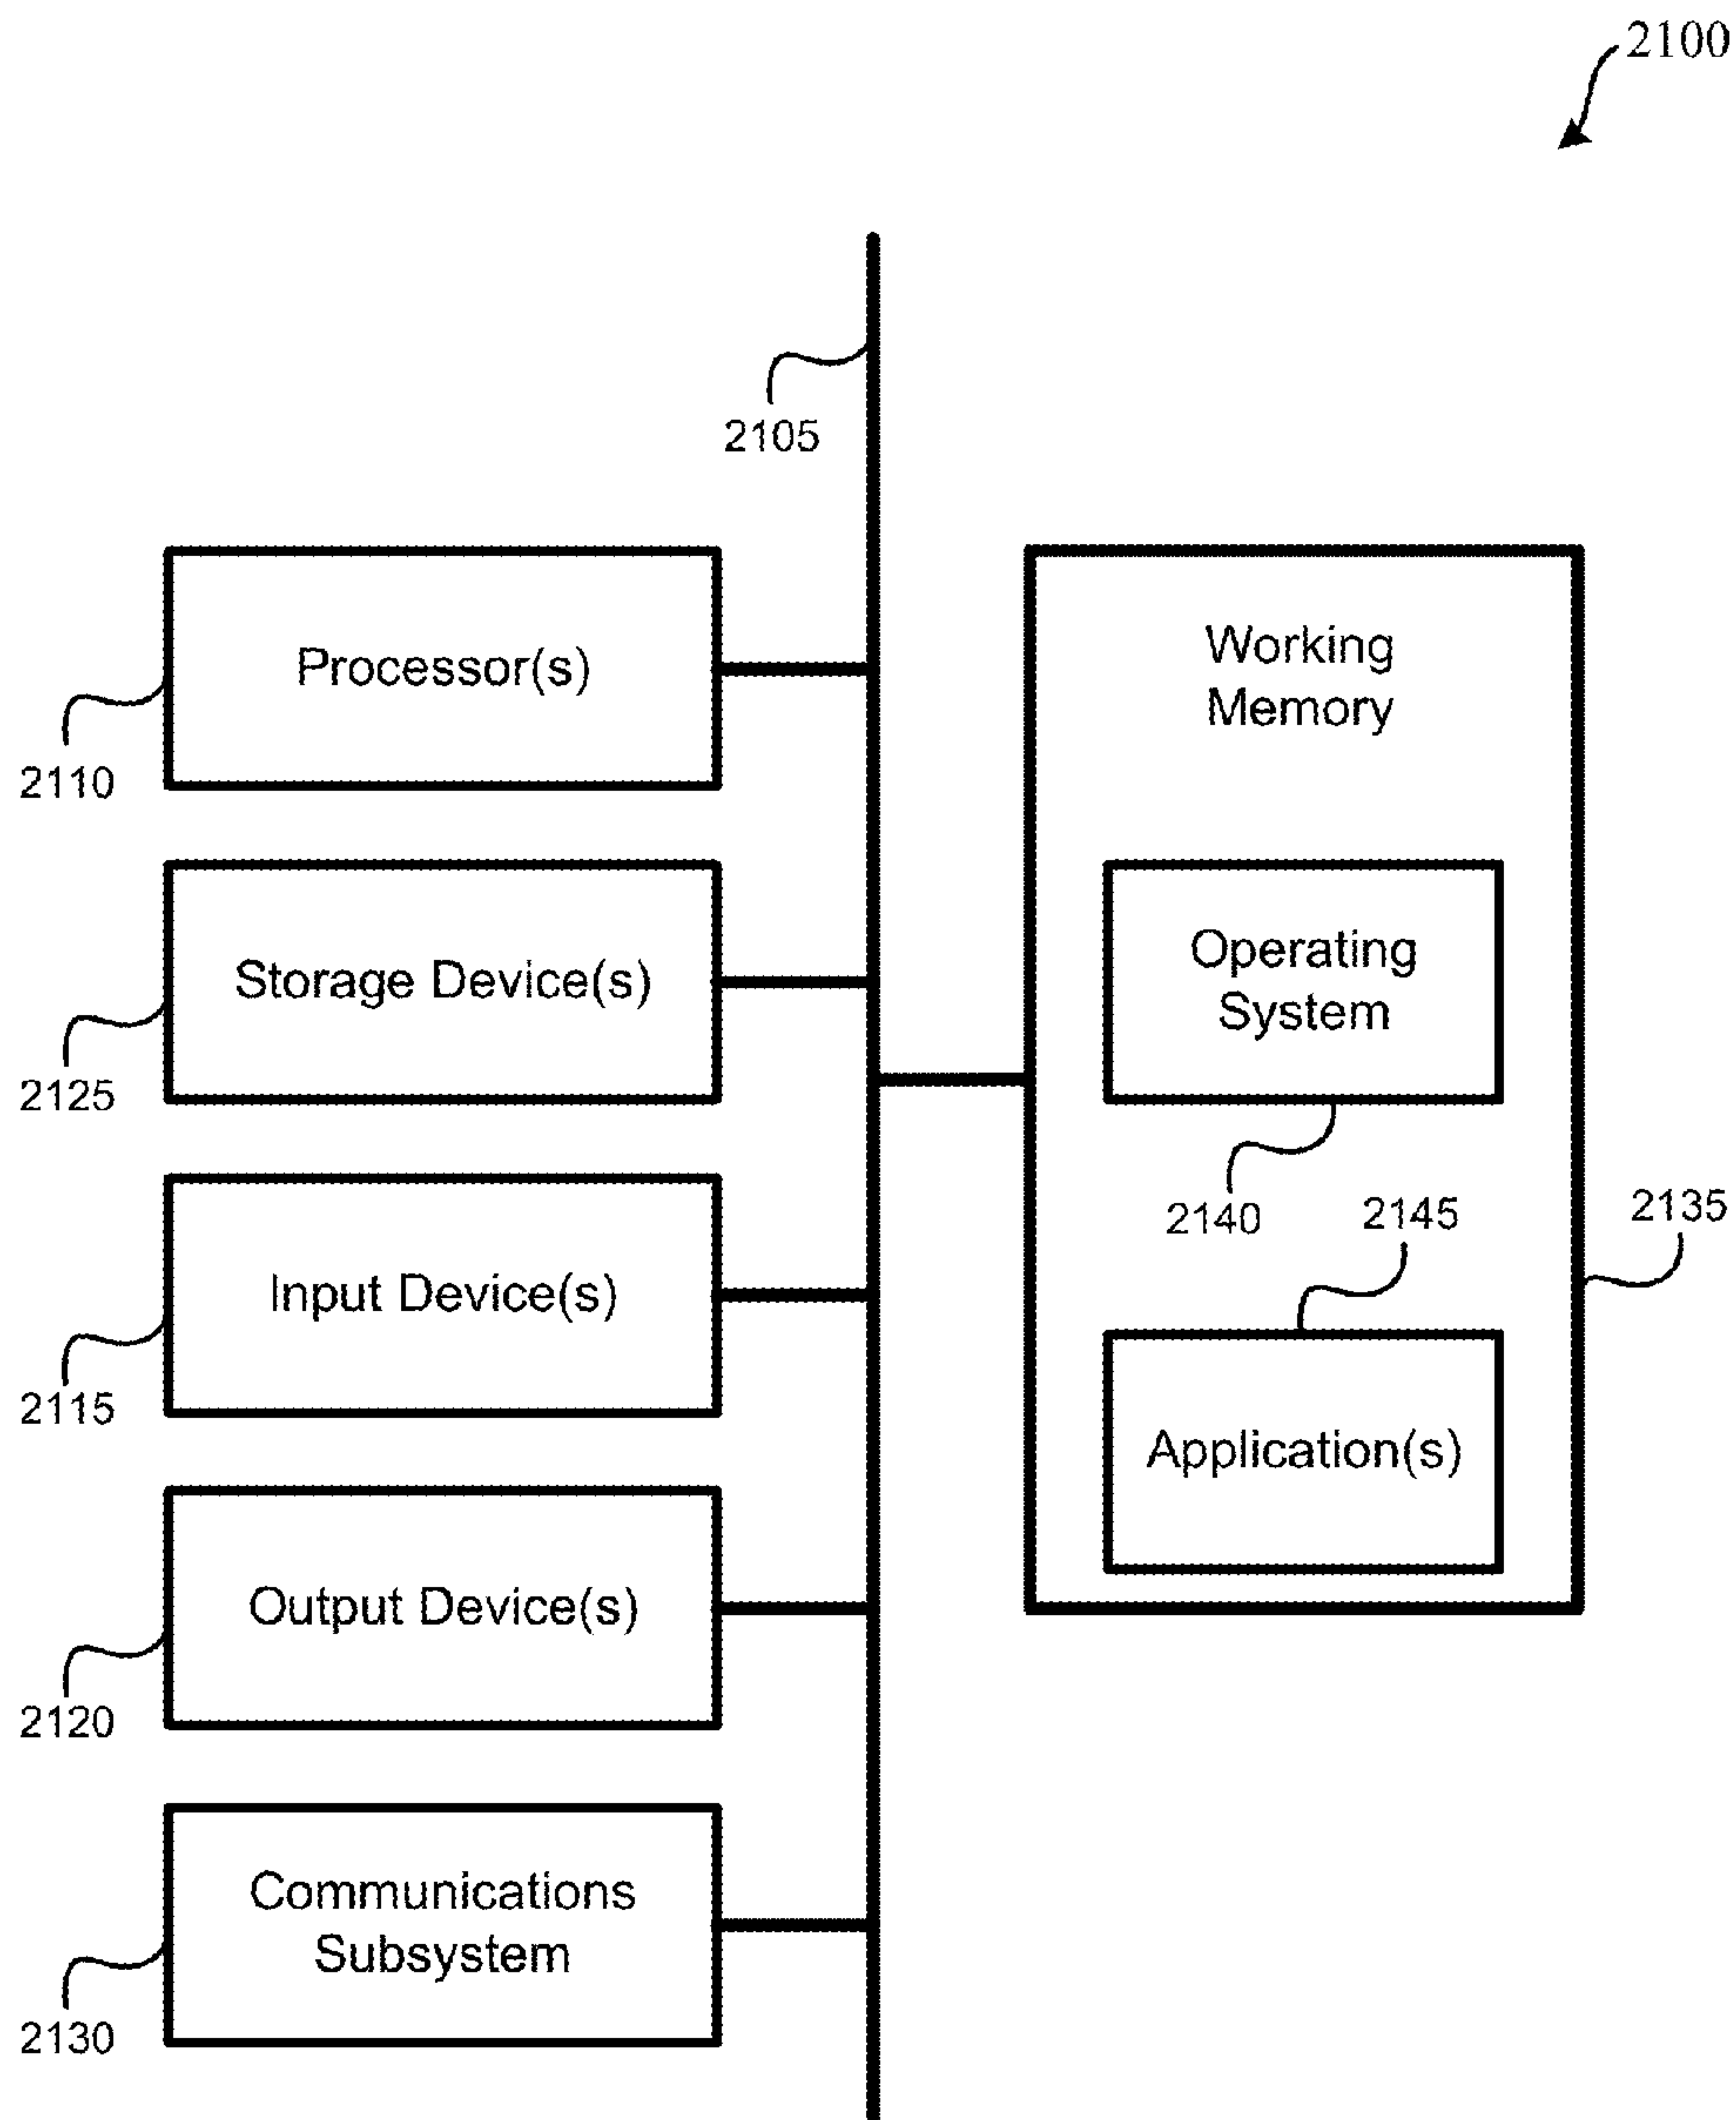 2100
2105
Processor(s)
2110
Storage Device(s)
2125
Input Device(s)
2115
Output Device(s)
2120
Communications
Subsystem
2130
Working
Memory
Operating
System
2140
2145
2135
Application(s)